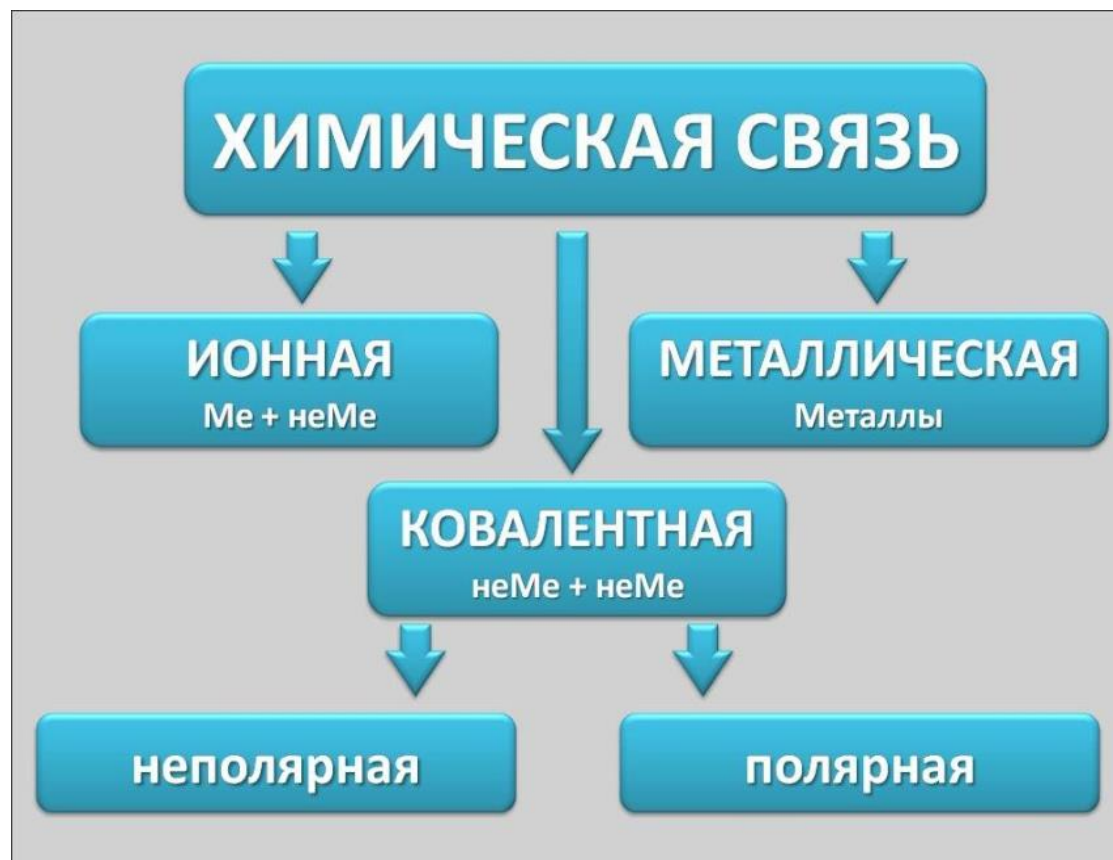 ХИМИЧЕСКАЯ СВЯЗЬ
ИОННАЯ
Ме + неМе
МЕТАЛЛИЧЕСКАЯ
Металлы
КОВАЛЕНТНАЯ
неМе + неМе
неполярная
полярная